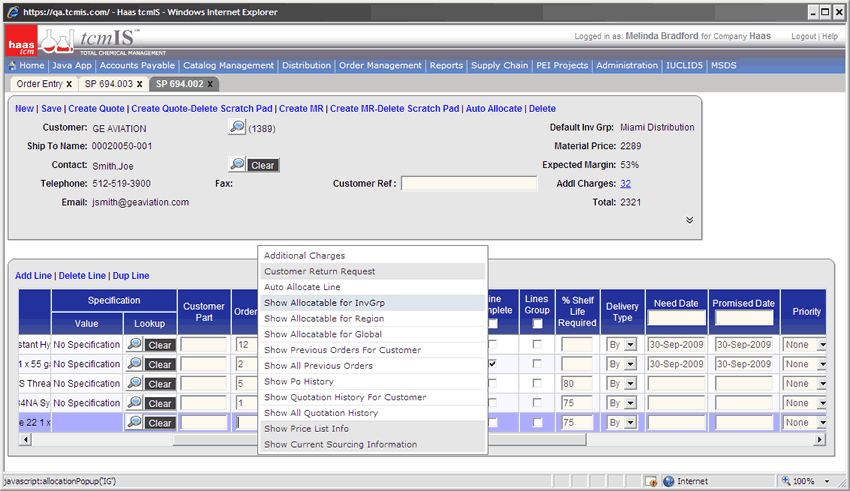 https://qa.tcmis.com/ - Haas tcmIS - Windows Internet Explorer
haas tcm tcmIS™ TOTAL CHEMICAL MANAGEMENT
Logged in as: Melinda Bradford for Company Haas Logout | Help
Home | Java App | Accounts Payable | Catalog Management | Distribution | Order Management | Reports | Supply Chain | PEI Projects | Administration | IUCLID5 | MSDS
Order Entry x SP 694.003 x SP 694.002 x
New | Save | Create Quote | Create Quote-Delete Scratch Pad | Create MR | Create MR-Delete Scratch Pad | Auto Allocate | Delete
Customer: GE AVIATION (1389) Default Inv Grp: Miami Distribution
Ship To Name: 00020050-001 Material Price: 2289
Contact: Smith,Joe Clear Expected Margin: 53%
Telephone: 512-519-3900 Fax: Customer Ref : Addl Charges: 32
Email: jsmith@geaviation.com Total: 2321
Add Line | Delete Line | Dup Line
Specification Customer Part Order
Value Lookup
ine mplete Lines Group % Shelf Life Required Delivery Type Need Date Promised Date Priority
stant Hy No Specification Clear 12 By 30-Sep-2009 30-Sep-2009 None
1 x 55 ga No Specification Clear 2 By 30-Sep-2009 30-Sep-2009 None
S Threa No Specification Clear 5 80 By None
4NA Sy No Specification Clear 1 75 By None
e 22 1 x Clear 75 By None
Additional Charges
Customer Return Request
Auto Allocate Line
Show Allocatable for InvGrp
Show Allocatable for Region
Show Allocatable for Global
Show Previous Orders For Customer
Show All Previous Orders
Show Po History
Show Quotation History For Customer
Show All Quotation History
Show Price List Info
Show Current Sourcing Information
javascript:allocationPopup('IG') Internet 100%